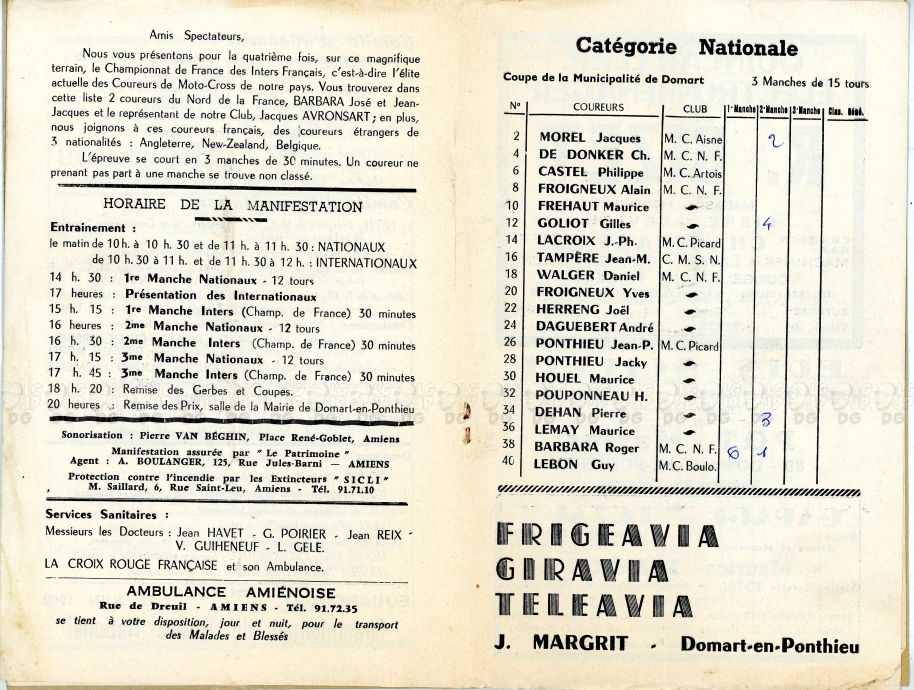 Amis Spectateurs,
Nous vous présentons pour la quatrième fois, sur ce magnifique
terrain, le Championnat de France des Inters Français, c'est-à-dire l'élite
actuelle des Coureurs de Moto-Cross de notre pays. Vous trouverez dans
cette liste 2 coureurs du Nord de la France, BARBARA José et Jean-
Jacques et le représentant de notre Club, Jacques AVRONSART ; en plus,
nous joignons à ces coureurs français, des coureurs étrangers de
3 nationalités : Angleterre, New-Zealand, Belgique.
L'épreuve se court en 3 manches de 30 minutes. Un coureur ne
prenant pas part à une manche se trouve non classé.
HORAIRE DE LA MANIFESTATION
Entrainement :
le matin de 10 h. à 10 h. 30 et de 11 h. à 11 h. 30 : NATIONAUX
de 10 h. 30 à 11 h. et de 11 h. 30 à 12 h. : INTERNATIONAUX
14 h. 30 : 1re Manche Nationaux - 12 tours
17 heures : Présentation des Internationaux
15 h. 15 : 1re Manche Inters (Champ. de France) 30 minutes
16 heures : 2me Manche Nationaux - 12 tours
16 h. 30 : 2me Manche Inters (Champ. de France) 30 minutes
17 h. 15 : 3me Manche Nationaux - 12 tours
17 h. 45 : 3me Manche Inters (Champ. de France) 30 minutes
18 h. 20 : Remise des Gerbes et Coupes.
20 heures : Remise des Prix, salle de la Mairie de Domart-en-Ponthieu
Sonorisation : Pierre VAN BÉGHIN, Place René-Goblet, Amiens
Manifestation assurée par " Le Patrimoine "
Agent : A. BOULANGER, 125, Rue Jules-Barni — AMIENS
Protection contre l'incendie par les Extincteurs " SICLI "
M. Saillard, 6, Rue Saint-Leu, Amiens - Tél. 91.71.10
Services Sanitaires :
Messieurs les Docteurs : Jean HAVET - G. POIRIER - Jean REIX -
V. GUIHENEUF - L. GELE.
LA CROIX ROUGE FRANÇAISE et son Ambulance.
AMBULANCE AMIÉNOISE
Rue de Dreuil - AMIENS - Tél. 91.72.35
se tient à votre disposition, jour et nuit, pour le transport
des Malades et Blessés
Catégorie Nationale
Coupe de la Municipalité de Domart 3 Manches de 15 tours
N° COUREURS CLUB 1e Manche 2e Manche 3e Manche Clas. Béné.
2 MOREL Jacques M. C. Aisne 2
4 DE DONKER Ch. M. C. N. F.
6 CASTEL Philippe M. C. Artois
8 FROIGNEUX Alain M. C. N. F.
10 FREHAUT Maurice
12 GOLIOT Gilles 4
14 LACROIX J.-Ph. M. C. Picard
16 TAMPÈRE Jean-M. C. M. S. N.
18 WALGER Daniel M. C. N. F.
20 FROIGNEUX Yves
22 HERRENG Joël
24 DAGUEBERT André
26 PONTHIEU Jean-P. M. C. Picard
28 PONTHIEU Jacky
30 HOUEL Maurice
32 POUPONNEAU H.
34 DEHAN Pierre 3
36 LEMAY Maurice
38 BARBARA Roger M. C. N. F. 6 1
40 LEBON Guy M. C. Boulo.
FRIGEAVIA
GIRAVIA
TELEAVIA
J. MARGRIT - Domart-en-Ponthieu